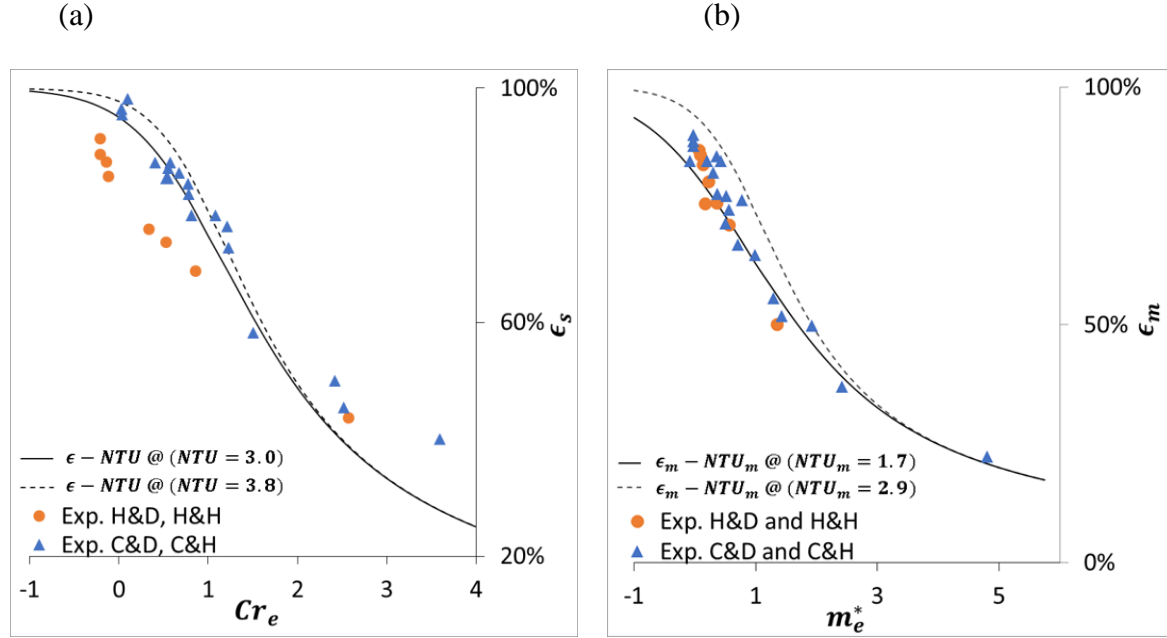 (a)
100%
60%
20%
ϵₛ
ϵ − NTU @ (NTU = 3.0)
ϵ − NTU @ (NTU = 3.8)
Exp. H&D, H&H
Exp. C&D, C&H
-1 0 1 2 3 4
Crₑ
(b)
100%
50%
0%
ϵₘ
ϵₘ − NTUₘ @ (NTUₘ = 1.7)
ϵₘ − NTUₘ @ (NTUₘ = 2.9)
Exp. H&D and H&H
Exp. C&D and C&H
-1 1 3 5
m*ₑ